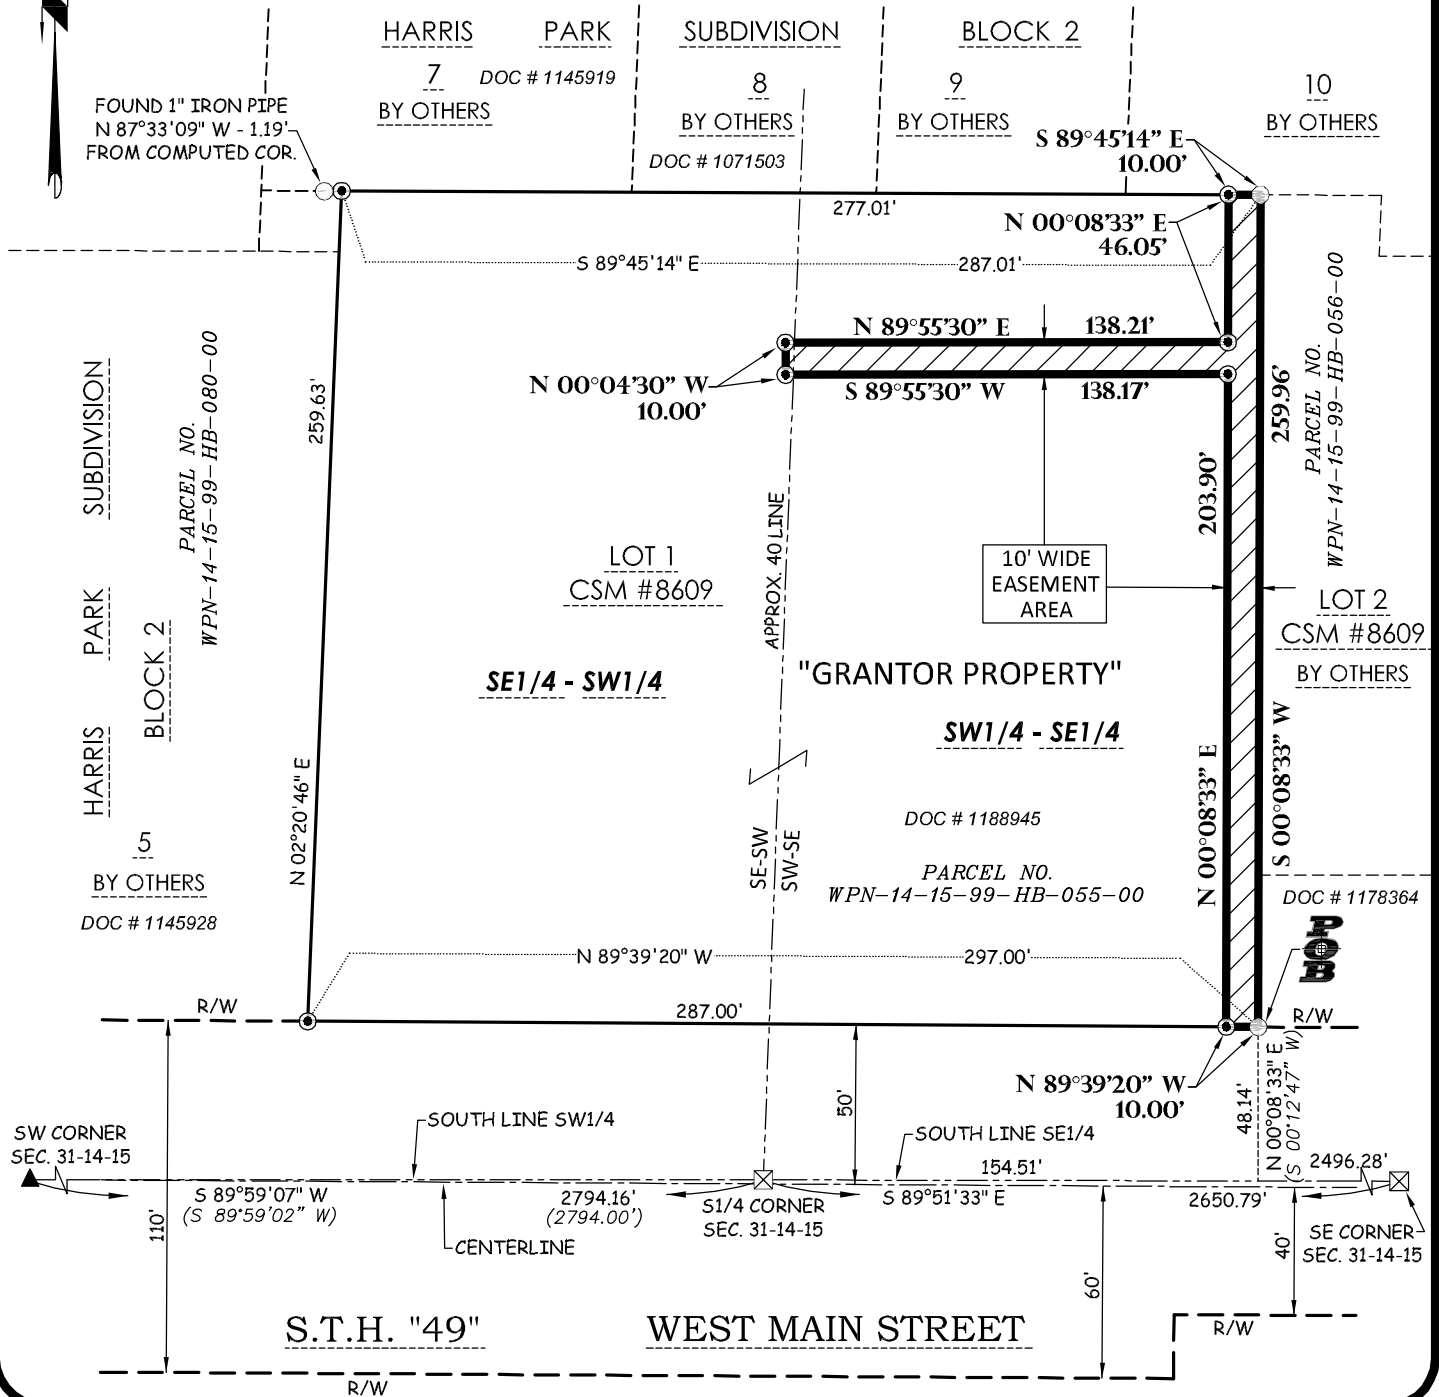 HARRIS PARK SUBDIVISION BLOCK 2
7
DOC # 1145919
BY OTHERS
8
BY OTHERS
DOC # 1071503
9
BY OTHERS
10
BY OTHERS
FOUND 1" IRON PIPE
N 87°33'09" W - 1.19'
FROM COMPUTED COR.
S 89°45'14" E
10.00'
277.01'
N 00°08'33" E
46.05'
S 89°45'14" E 287.01'
N 89°55'30" E 138.21'
N 00°04'30" W
10.00'
S 89°55'30" W 138.17'
259.63'
N 02°20'46" E
HARRIS PARK SUBDIVISION
BLOCK 2
PARCEL NO.
WPN-14-15-99-HB-080-00
5
BY OTHERS
DOC # 1145928
LOT 1
CSM #8609
APPROX. 40 LINE
10' WIDE
EASEMENT
AREA
203.90'
N 00°08'33" E
259.96'
S 00°08'33" W
PARCEL NO.
WPN-14-15-99-HB-056-00
LOT 2
CSM #8609
BY OTHERS
"GRANTOR PROPERTY"
SE1/4 - SW1/4
SW1/4 - SE1/4
SE-SW
SW-SE
DOC # 1188945
PARCEL NO.
WPN-14-15-99-HB-055-00
DOC # 1178364
POB
N 89°39'20" W 297.00'
R/W
287.00'
R/W
N 89°39'20" W
10.00'
50'
48.14'
N 00°08'33" E
(S 00°12'47" W)
SOUTH LINE SW1/4
SOUTH LINE SE1/4
SW CORNER
SEC. 31-14-15
154.51'
2496.28'
S 89°59'07" W
(S 89°59'02" W)
2794.16'
(2794.00')
S1/4 CORNER
SEC. 31-14-15
S 89°51'33" E
2650.79'
SE CORNER
SEC. 31-14-15
110'
CENTERLINE
60'
40'
S.T.H. "49"
WEST MAIN STREET
R/W
R/W